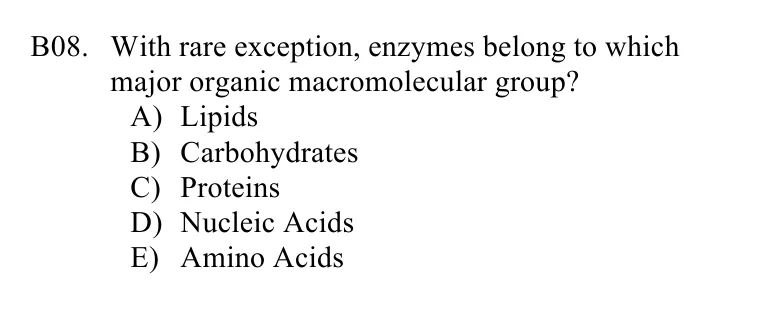 B08. With rare exception, enzymes belong to which
major organic macromolecular group?
A) Lipids
B) Carbohydrates
C) Proteins
D) Nucleic Acids
E) Amino Acids